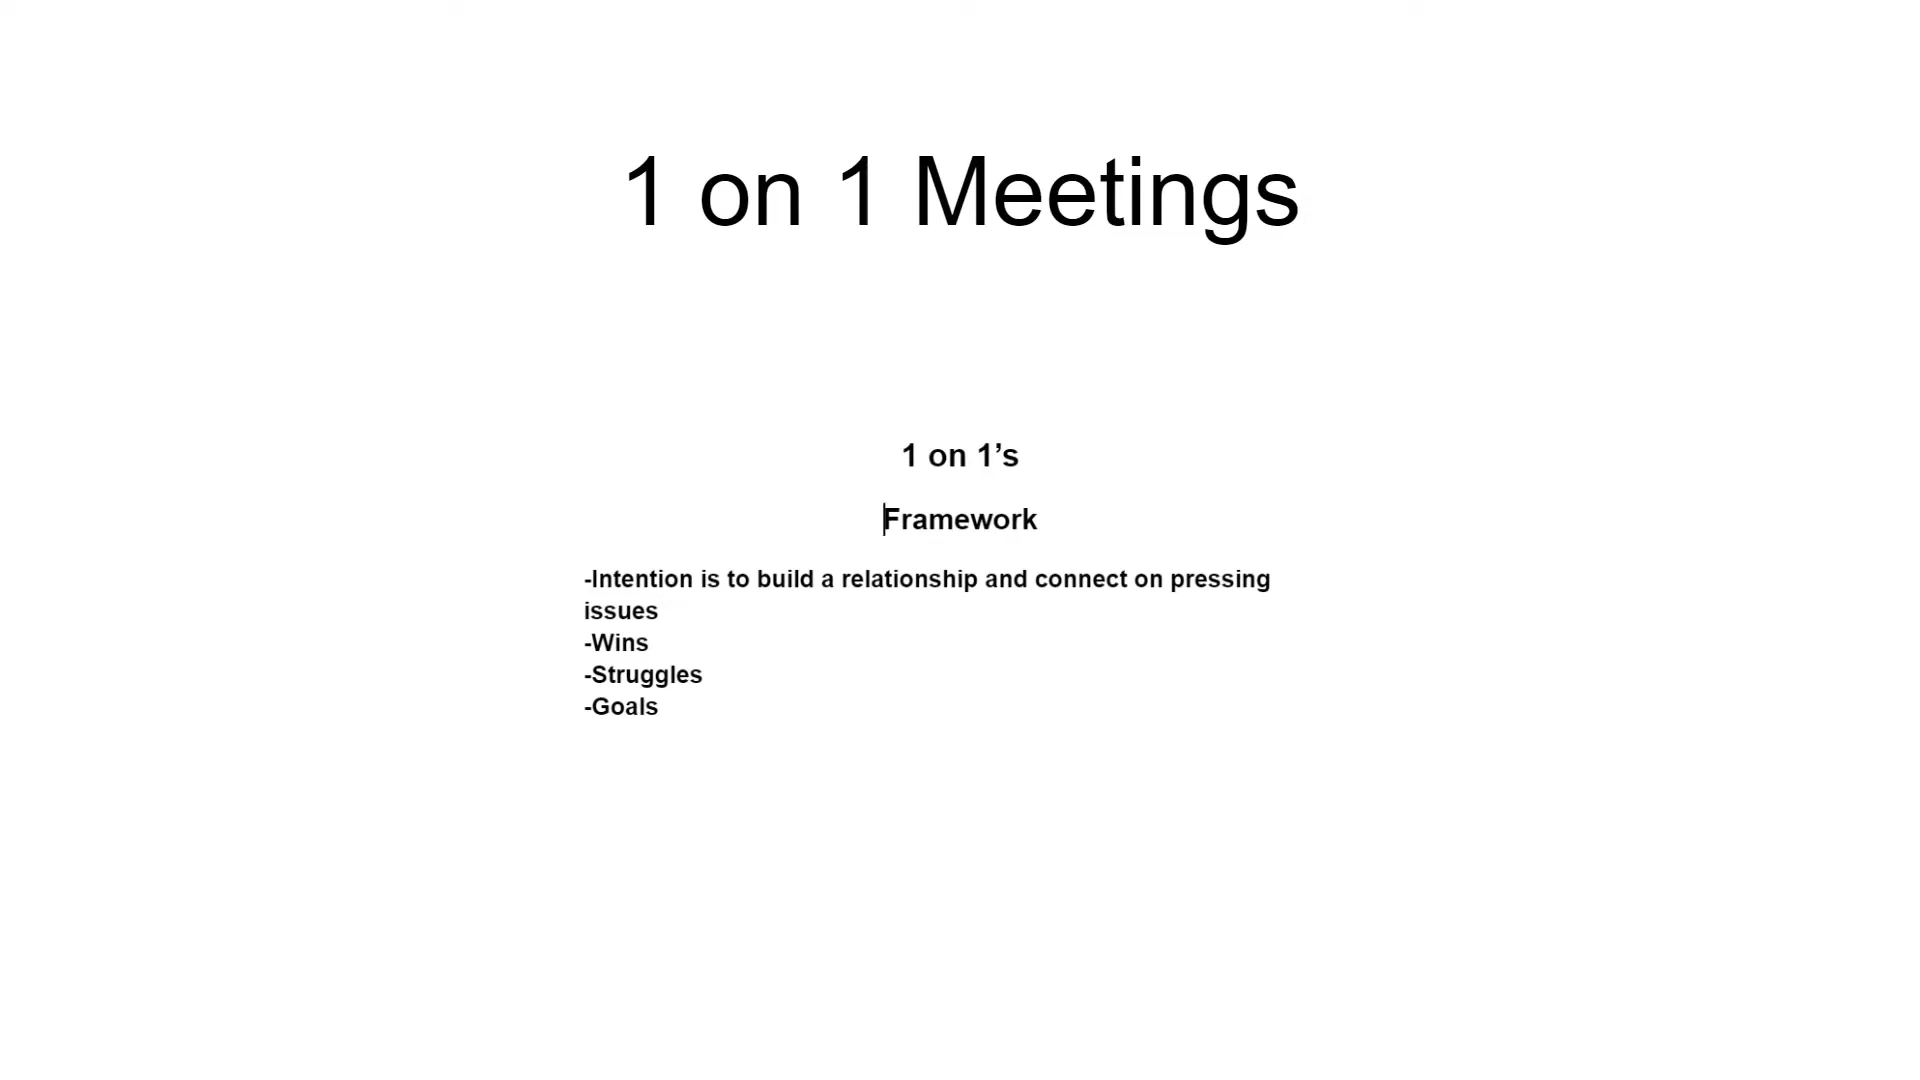 1 on 1 Meetings
1 on 1’s
Framework
-Intention is to build a relationship and connect on pressing
issues
-Wins
-Struggles
-Goals